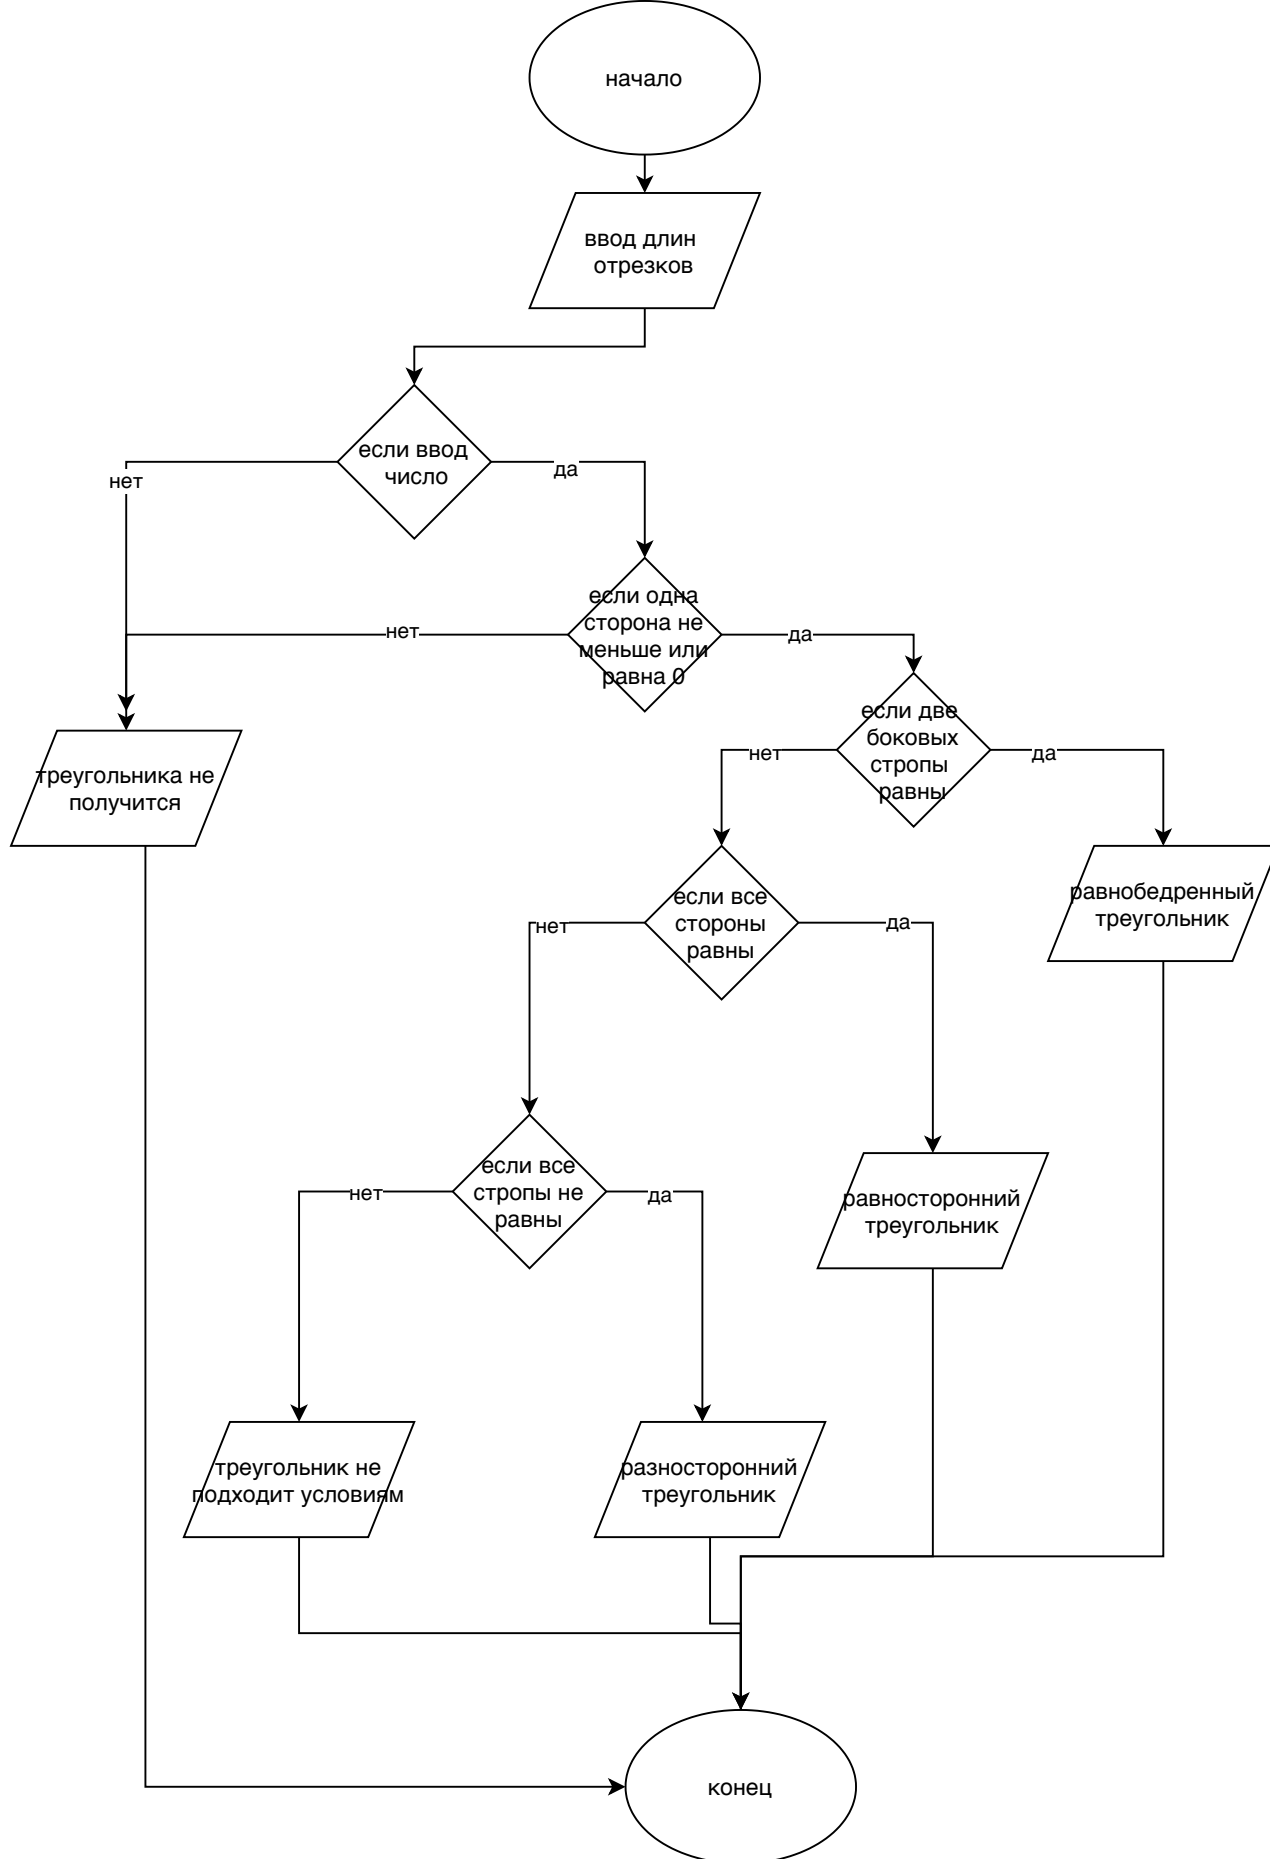 начало
ввод длин
отрезков
если ввод
число
нет
да
если одна
сторона не
меньше или
равна 0
нет
да
если две
боковых
стропы
равны
нет
да
треугольника не
получится
если все
стороны
равны
равнобедренный
треугольник
нет
да
если все
стропы не
равны
равносторонний
треугольник
нет
да
треугольник не
подходит условиям
разносторонний
треугольник
конец